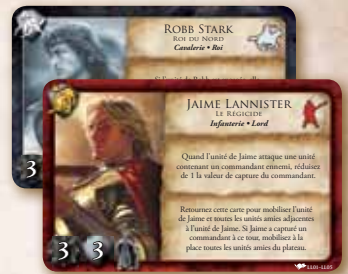 ROBB STARK
ROI DU NORD
Cavalerie • Roi
3
JAIME LANNISTER
LE RÉGICIDE
Infanterie • Lord
Quand l'unité de Jaime attaque une unité
contenant un commandant ennemi, réduisez
de 1 la valeur de capture du commandant.
Retournez cette carte pour mobiliser l'unité
de Jaime et toutes les unités amies adjacentes
à l'unité de Jaime. Si Jaime a capturé un
commandant à ce tour, mobilisez à la
place toutes vos unités amies du plateau.
3 3